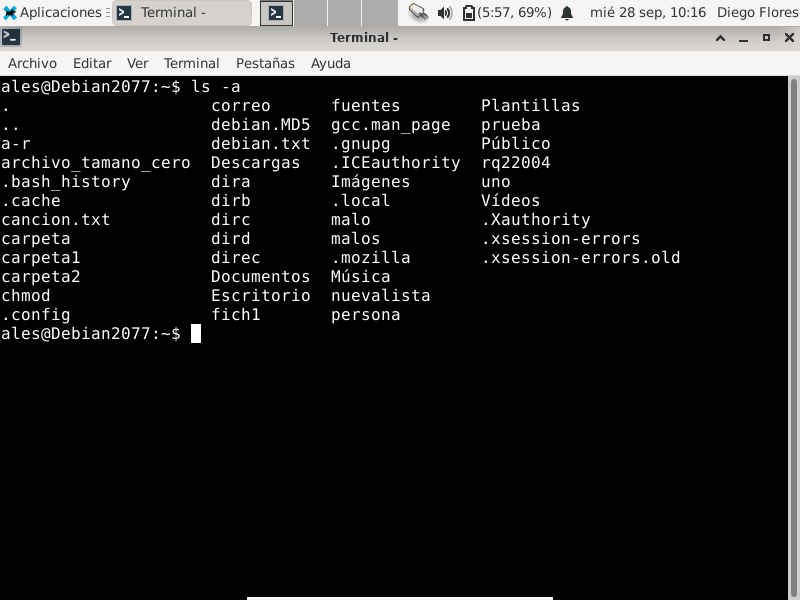 Aplicaciones Terminal - (5:57, 69%) mié 28 sep, 10:16 Diego Flores
Terminal -
Archivo Editar Ver Terminal Pestañas Ayuda
ales@Debian2077:~$ ls -a
. correo fuentes Plantillas
.. debian.MD5 gcc.man_page prueba
a-r debian.txt .gnupg Público
archivo_tamano_cero Descargas .ICEauthority rq22004
.bash_history dira Imágenes uno
.cache dirb .local Vídeos
cancion.txt dirc malo .Xauthority
carpeta dird malos .xsession-errors
carpeta1 direc .mozilla .xsession-errors.old
carpeta2 Documentos Música
chmod Escritorio nuevalista
.config fich1 persona
ales@Debian2077:~$